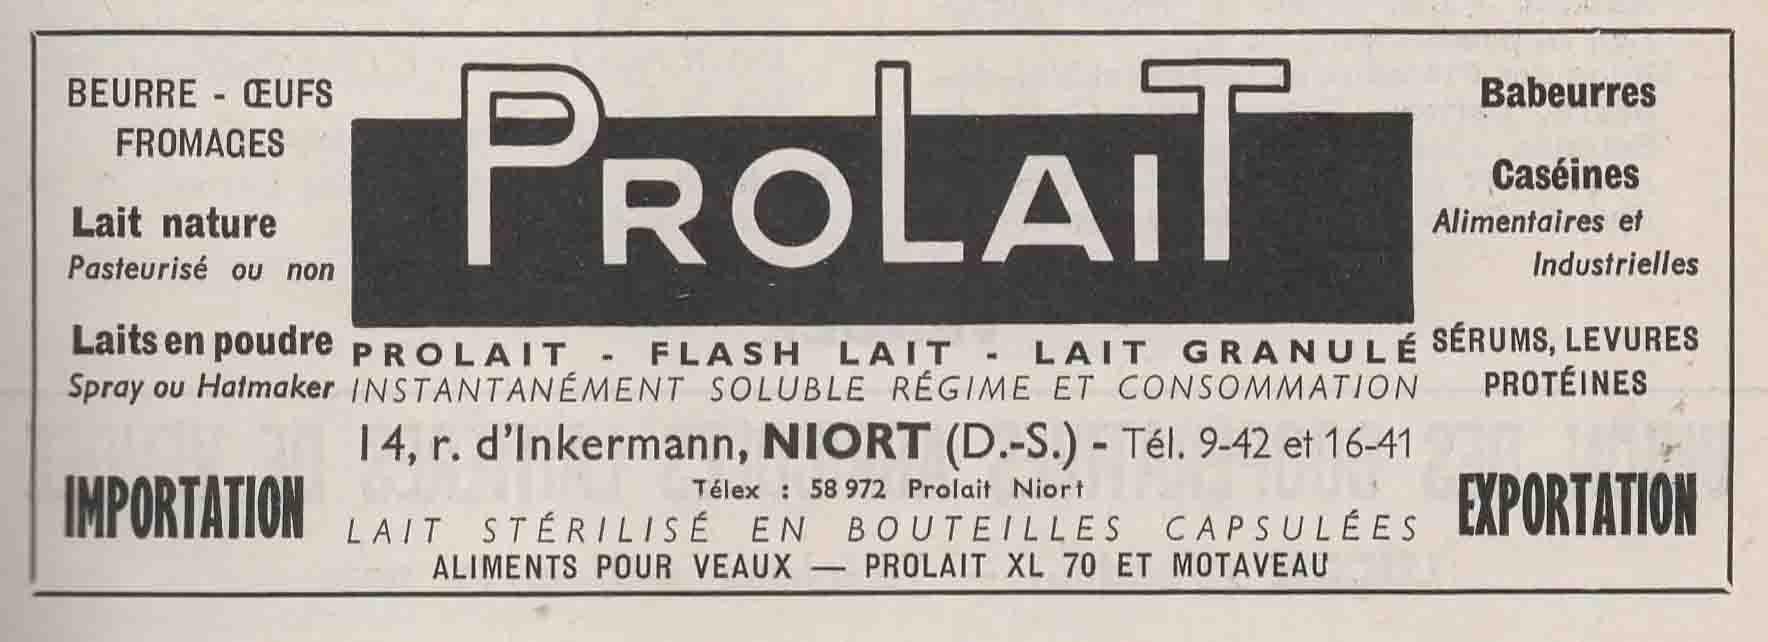 BEURRE - ŒUFS
FROMAGES
Lait nature
Pasteurisé ou non
Laits en poudre
Spray ou Hatmaker
IMPORTATION
PROLAIT
PROLAIT - FLASH LAIT - LAIT GRANULÉ
INSTANTANÉMENT SOLUBLE RÉGIME ET CONSOMMATION
14, r. d'Inkermann, NIORT (D.-S.) - Tél. 9-42 et 16-41
Télex : 58 972 Prolait Niort
LAIT STÉRILISÉ EN BOUTEILLES CAPSULÉES
ALIMENTS POUR VEAUX — PROLAIT XL 70 ET MOTAVEAU
Babeurres
Caséines
Alimentaires et
Industrielles
SÉRUMS, LEVURES
PROTÉINES
EXPORTATION